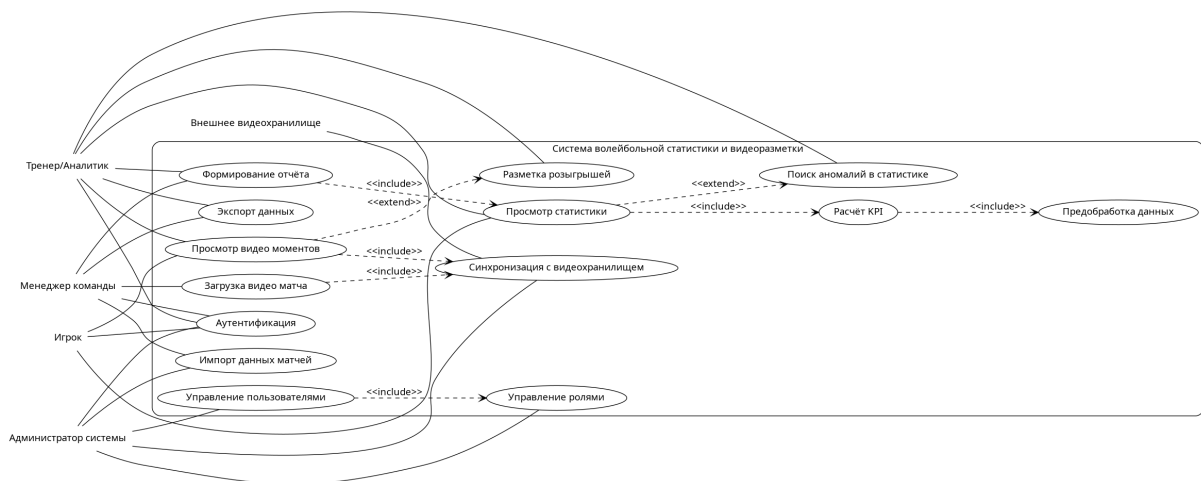 Внешнее видеохранилище
Система волейбольной статистики и видеоразметки
Тренер/Аналитик
Формирование отчёта
<<include>>
<<extend>>
Разметка розыгрышей
<<extend>>
Поиск аномалий в статистике
Экспорт данных
Просмотр статистики
<<include>>
Расчёт KPI
<<include>>
Предобработка данных
Просмотр видео моментов
<<include>>
Синхронизация с видеохранилищем
Менеджер команды
Загрузка видео матча
<<include>>
Аутентификация
Игрок
Импорт данных матчей
Управление пользователями
<<include>>
Управление ролями
Администратор системы